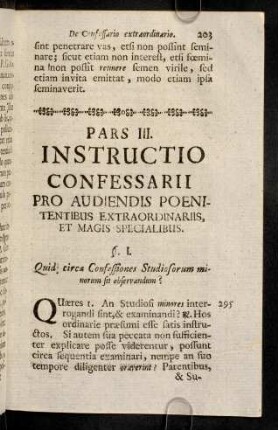 De Confessario extraordinario. 203
sint penetrare vas, etsi non possint semi-
nare; sicut etiam non interest, etsi fœmi-
na non possit retinere semen virile, sed
etiam invita emittat, modo etiam ipsa
seminaverit.
PARS III.
INSTRUCTIO
CONFESSARII
PRO AUDIENDIS POENI-
TENTIBUS EXTRAORDINARIIS,
ET MAGIS SPECIALIBUS.
§. I.
Quid circa Confessiones Studiosorum mi-
norum sit observandum?
QUæres 1. An Studiosi minores inter- 295
rogandi sint, & examinandi? ℟. Hos
ordinarie præsumi esse satis instru-
ctos. Si autem sua peccata non sufficien-
ter explicare posse viderentur, possunt
circa sequentia examinari, nempe an suo
tempore diligenter oraverint? Parentibus,
& Su-